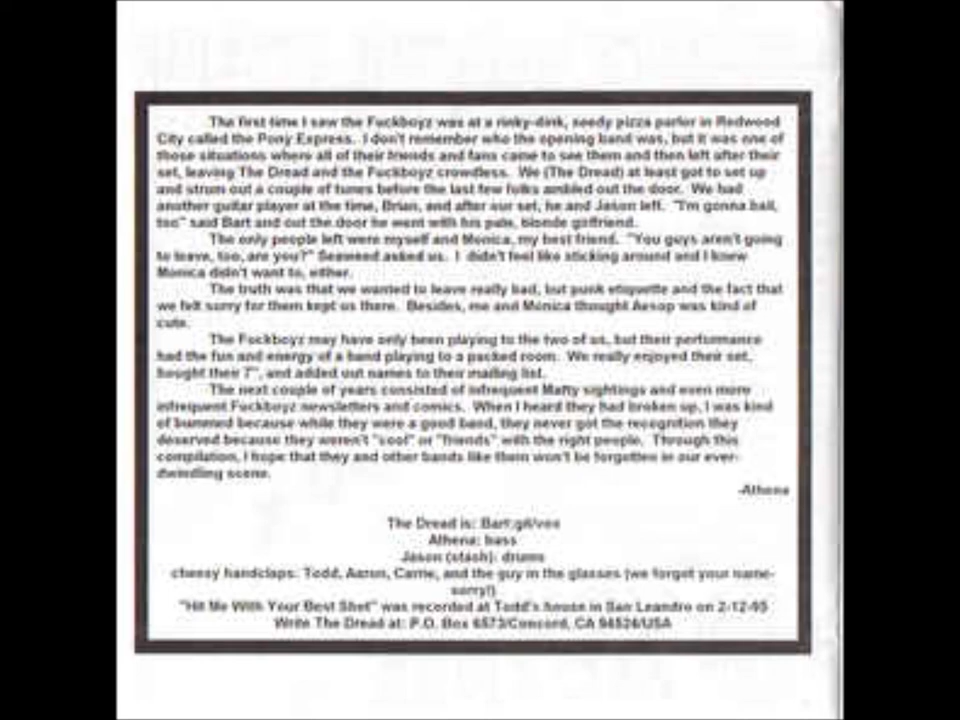 The first time I saw the Fuckboyz was at a rinky-dink, seedy pizza parlor in Redwood
City called the Pony Express. I don't remember who the opening band was, but it was one of
those situations where all of their friends and fans came to see them and then left after their
set, leaving The Dread and the Fuckboyz crowdless. We (The Dread) at least got to set up
and strum out a couple of tunes before the last few folks ambled out the door. We had
another guitar player at the time, Brian, and after our set, he and Jason left. "I'm gonna bail,
too" said Bart and out the door he went with his pale, blonde girlfriend.
The only people left were myself and Monica, my best friend. "You guys aren't going
to leave, too, are you?" Seaweed asked us. I didn't feel like sticking around and I knew
Monica didn't want to, either.
The truth was that we wanted to leave really bad, but punk etiquette and the fact that
we felt sorry for them kept us there. Besides, me and Monica thought Aesop was kind of
cute.
The Fuckboyz may have only been playing to the two of us, but their performance
had the fun and energy of a band playing to a packed room. We really enjoyed their set,
bought their 7", and added out names to their mailing list.
The next couple of years consisted of infrequent Matty sightings and even more
infrequent Fuckboyz newsletters and comics. When I heard they had broken up, I was kind
of bummed because while they were a good band, they never got the recognition they
deserved because they weren't "cool" or "friends" with the right people. Through this
compilation, I hope that they and other bands like them won't be forgotten in our ever-
dwindling scene.
-Athena
The Dread is: Bart:git/vox
Athena: bass
Jason (stash): drums
cheesy handclaps: Todd, Aaron, Carrie, and the guy in the glasses (we forgot your name-
sorry!)
"Hit Me With Your Best Shot" was recorded at Todd's house in San Leandro on 2-12-95
Write The Dread at: P.O. Box 6573/Concord, CA 94524/USA